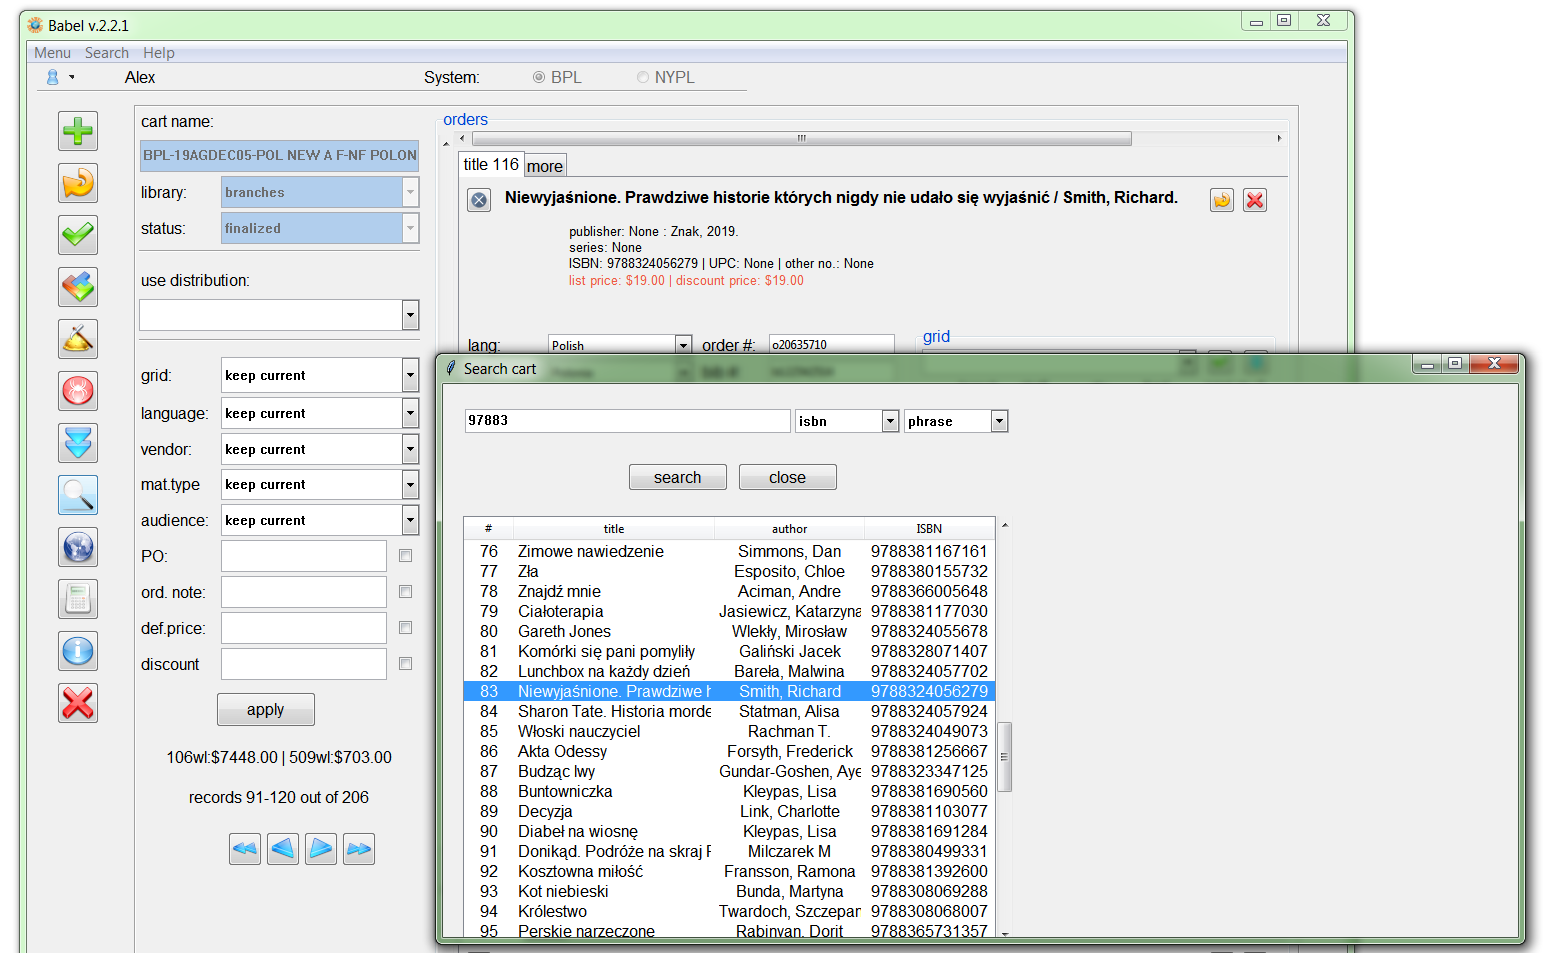 Babel v.2.2.1
Menu Search Help
Alex System: BPL NYPL
cart name:
BPL-19AGDEC05-POL NEW A F-NF POLON
library: branches
status: finalized
use distribution:
grid: keep current
language: keep current
vendor: keep current
mat.type keep current
audience: keep current
PO:
ord. note:
def.price:
discount
apply
106wl:$7448.00 | 509wl:$703.00
records 91-120 out of 206
orders
title 116 more
Niewyjaśnione. Prawdziwe historie których nigdy nie udało się wyjaśnić / Smith, Richard.
publisher: None : Znak, 2019.
series: None
ISBN: 9788324056279 | UPC: None | other no.: None
list price: $19.00 | discount price: $19.00
lang: Polish order #: o20635710
grid
Search cart
97883 isbn phrase
search close
# title author ISBN
76 Zimowe nawiedzenie Simmons, Dan 9788381167161
77 Zła Esposito, Chloe 9788380155732
78 Znajdź mnie Aciman, Andre 9788366005648
79 Ciałoterapia Jasiewicz, Katarzyna 9788381177030
80 Gareth Jones Wlekły, Mirosław 9788324055678
81 Komórki się pani pomyliły Galiński Jacek 9788328071407
82 Lunchbox na każdy dzień Bareła, Malwina 9788324057702
83 Niewyjaśnione. Prawdziwe h Smith, Richard 9788324056279
84 Sharon Tate. Historia morde Statman, Alisa 9788324057924
85 Włoski nauczyciel Rachman T. 9788324049073
86 Akta Odessy Forsyth, Frederick 9788381256667
87 Budząc lwy Gundar-Goshen, Aye 9788323347125
88 Buntowniczka Kleypas, Lisa 9788381690560
89 Decyzja Link, Charlotte 9788381103077
90 Diabeł na wiosnę Kleypas, Lisa 9788381691284
91 Donikąd. Podróże na skraj Milczarek M 9788380499331
92 Kosztowna miłość Fransson, Ramona 9788381392600
93 Kot niebieski Bunda, Martyna 9788308069288
94 Królestwo Twardoch, Szczepan 9788308068007
95 Perskie narzeczone Rabinyan, Dorit 9788365731357